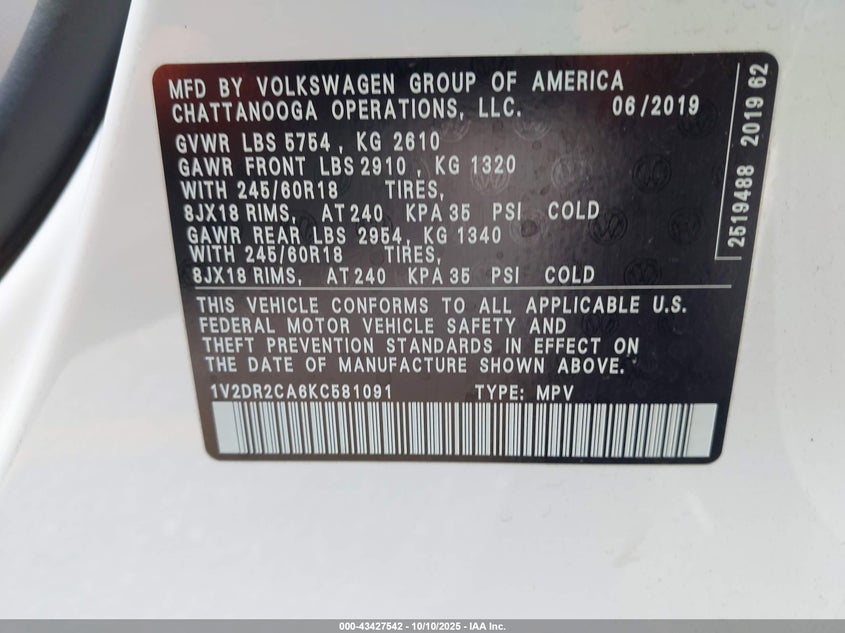 MFD BY VOLKSWAGEN GROUP OF AMERICA
CHATTANOOGA OPERATIONS, LLC. 06/2019
GVWR LBS 5754 , KG 2610
GAWR FRONT LBS 2910 , KG 1320
WITH 245/60R18 TIRES,
8JX18 RIMS, AT 240 KPA 35 PSI COLD
GAWR REAR LBS 2954, KG 1340
WITH 245/60R18 TIRES,
8JX18 RIMS, AT 240 KPA 35 PSI COLD
THIS VEHICLE CONFORMS TO ALL APPLICABLE U.S.
FEDERAL MOTOR VEHICLE SAFETY AND
THEFT PREVENTION STANDARDS IN EFFECT ON
THE DATE OF MANUFACTURE SHOWN ABOVE.
1V2DR2CA6KC581091 TYPE: MPV
2519488 2019 62
000-43427542 - 10/10/2025 - IAA Inc.